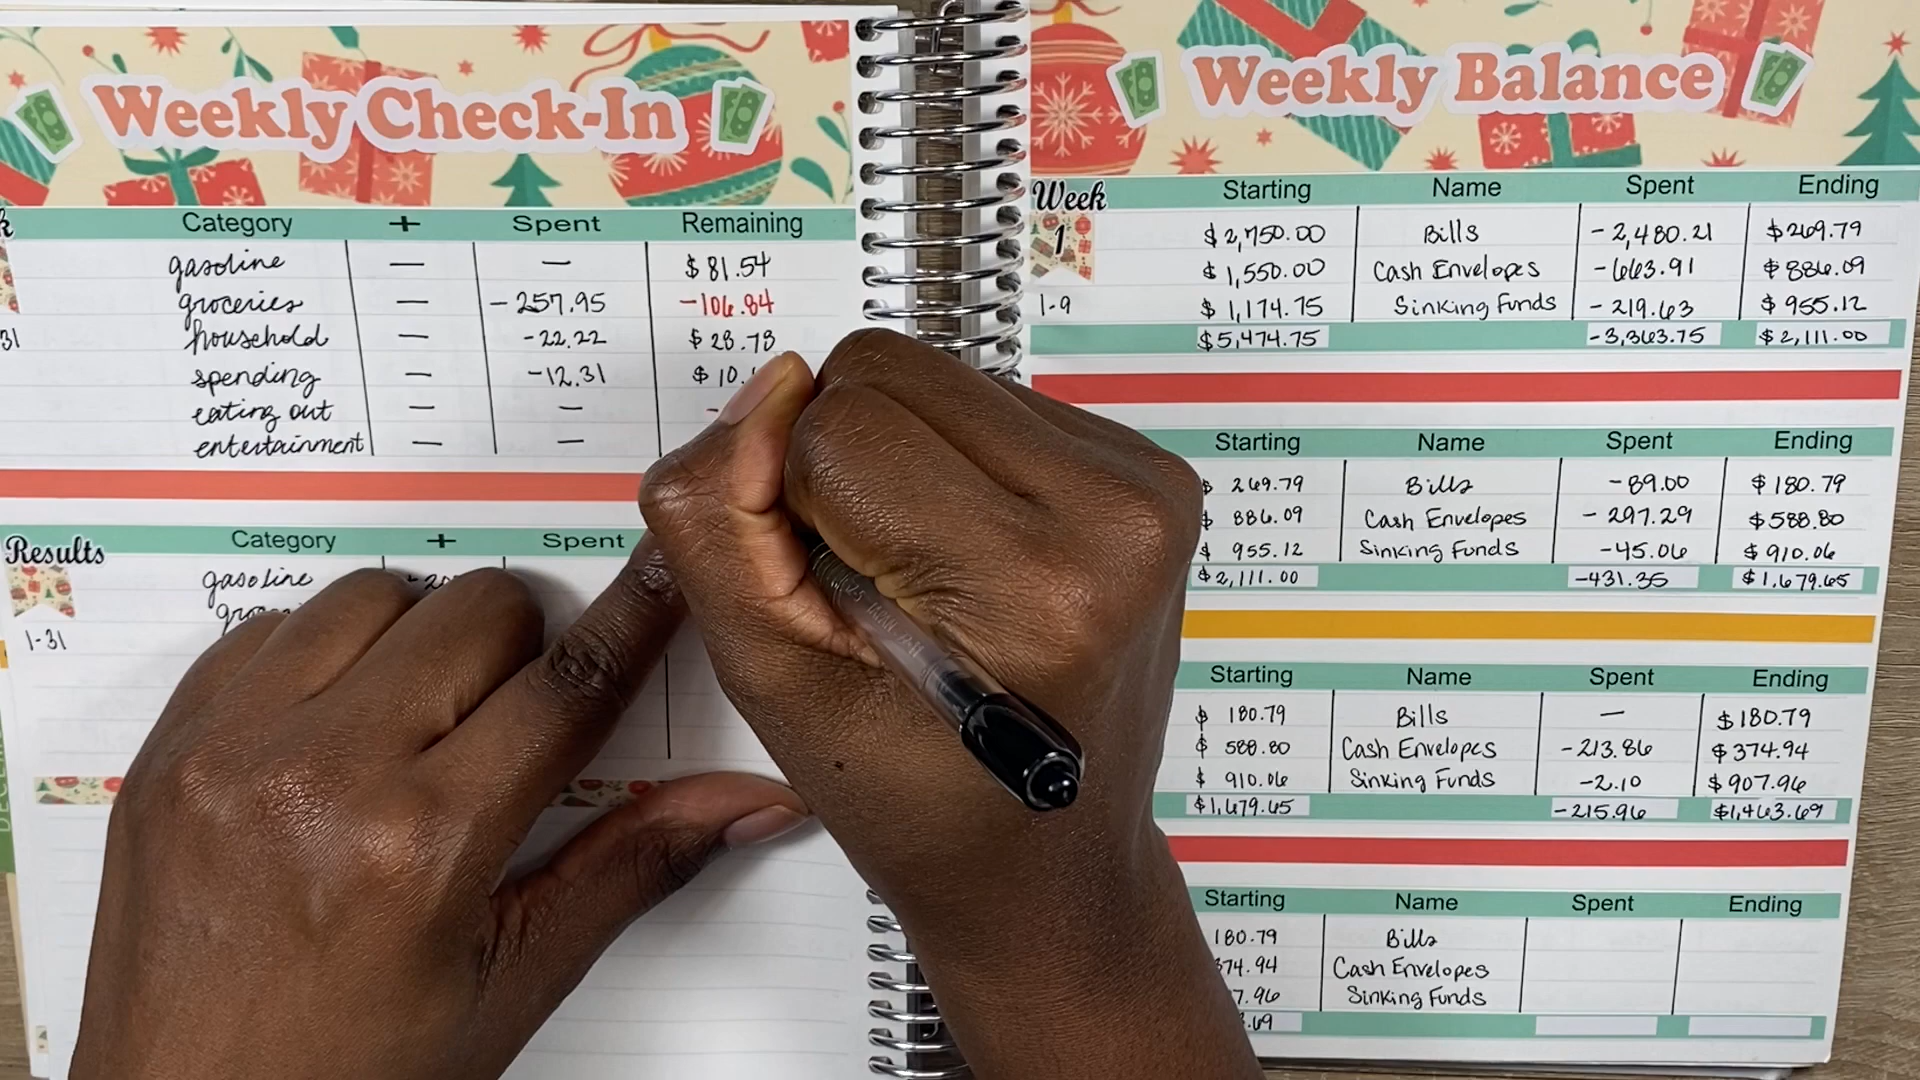 Weekly Check-In
Category + Spent Remaining
gasoline — — $81.54
groceries — -257.95 -106.84
31
household — -22.22 $28.78
spending — -12.31 $10.
eating out — — -
entertainment — —
Results
Category + Spent
gasoline
1-31
Weekly Balance
Week Starting Name Spent Ending
1
$2,750.00 Bills -2,480.21 $269.79
$1,550.00 Cash Envelopes -663.91 $886.09
1-9 $1,174.75 Sinking Funds -219.63 $955.12
$5,474.75 -3,363.75 $2,111.00
Starting Name Spent Ending
$269.79 Bills -89.00 $180.79
$886.09 Cash Envelopes -297.29 $588.80
$955.12 Sinking Funds -45.06 $910.06
$2,111.00 -431.35 $1,679.65
Starting Name Spent Ending
$180.79 Bills — $180.79
$588.80 Cash Envelopes -213.86 $374.94
$910.06 Sinking Funds -2.10 $907.96
$1,679.65 -215.96 $1,463.69
Starting Name Spent Ending
180.79 Bills
74.94 Cash Envelopes
7.96 Sinking Funds
.69